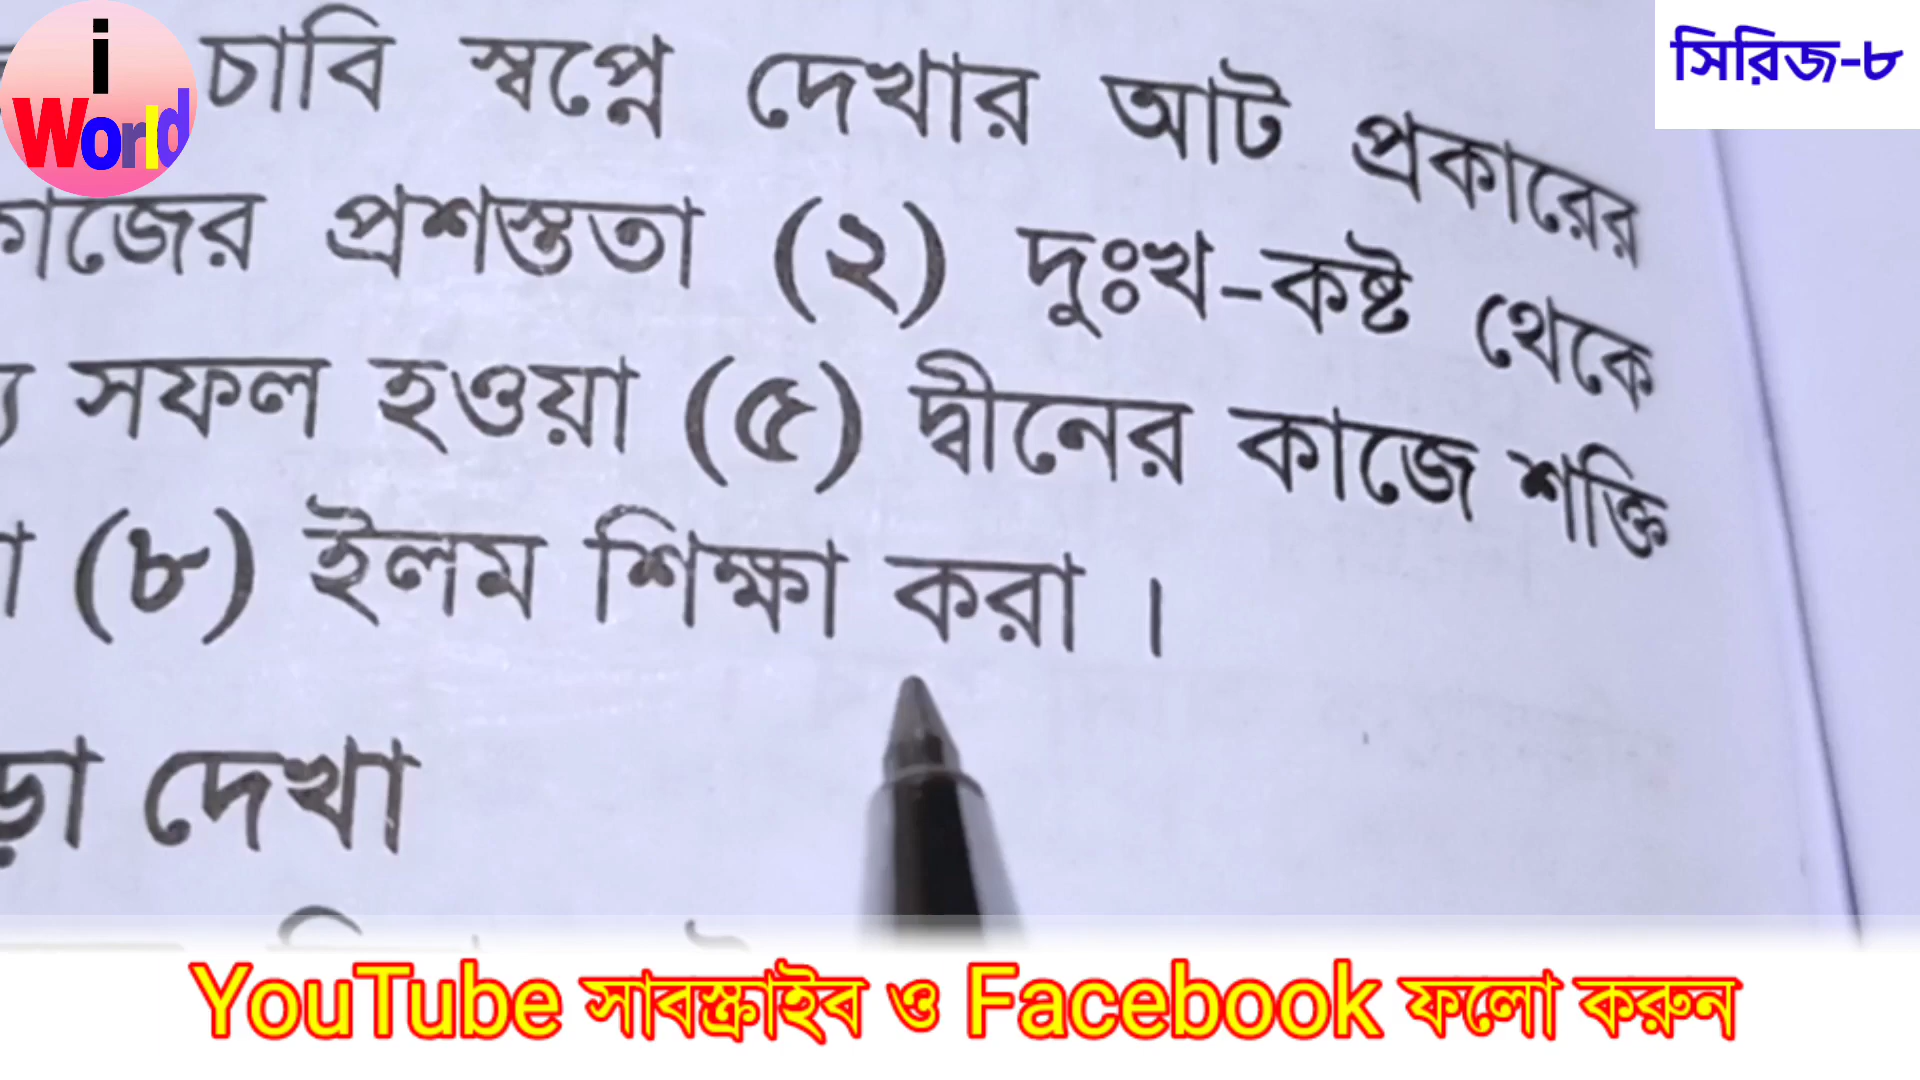 i
World
সিরিজ-৮
চাবি স্বপ্নে দেখার আট প্রকারের
কাজের প্রশস্ততা (২) দুঃখ-কষ্ট থেকে
সফল হওয়া (৫) দ্বীনের কাজে শক্তি
(৮) ইলম শিক্ষা করা ।
দেখা
YouTube সাবস্ক্রাইব ও Facebook ফলো করুন